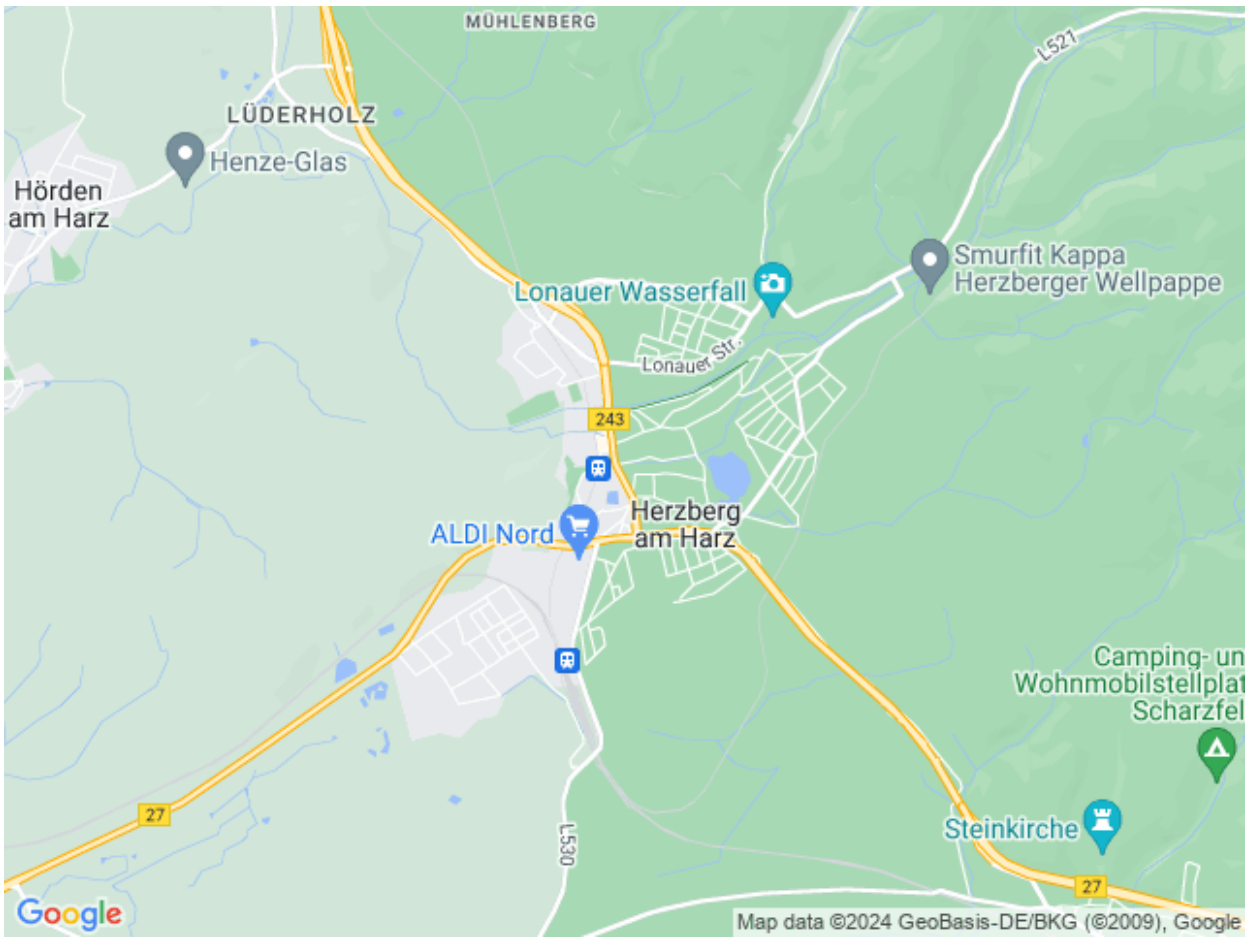 MÜHLENBERG
L521
LÜDERHOLZ
Henze-Glas
Hörden
am Harz
Smurfit Kappa
Herzberger Wellpappe
Lonauer Wasserfall
Lonauer Str.
243
Herzberg
am Harz
ALDI Nord
Camping- un
Wohnmobilstellplat
Scharzfel
27
Steinkirche
L530
27
Google
Map data ©2024 GeoBasis-DE/BKG (©2009), Google